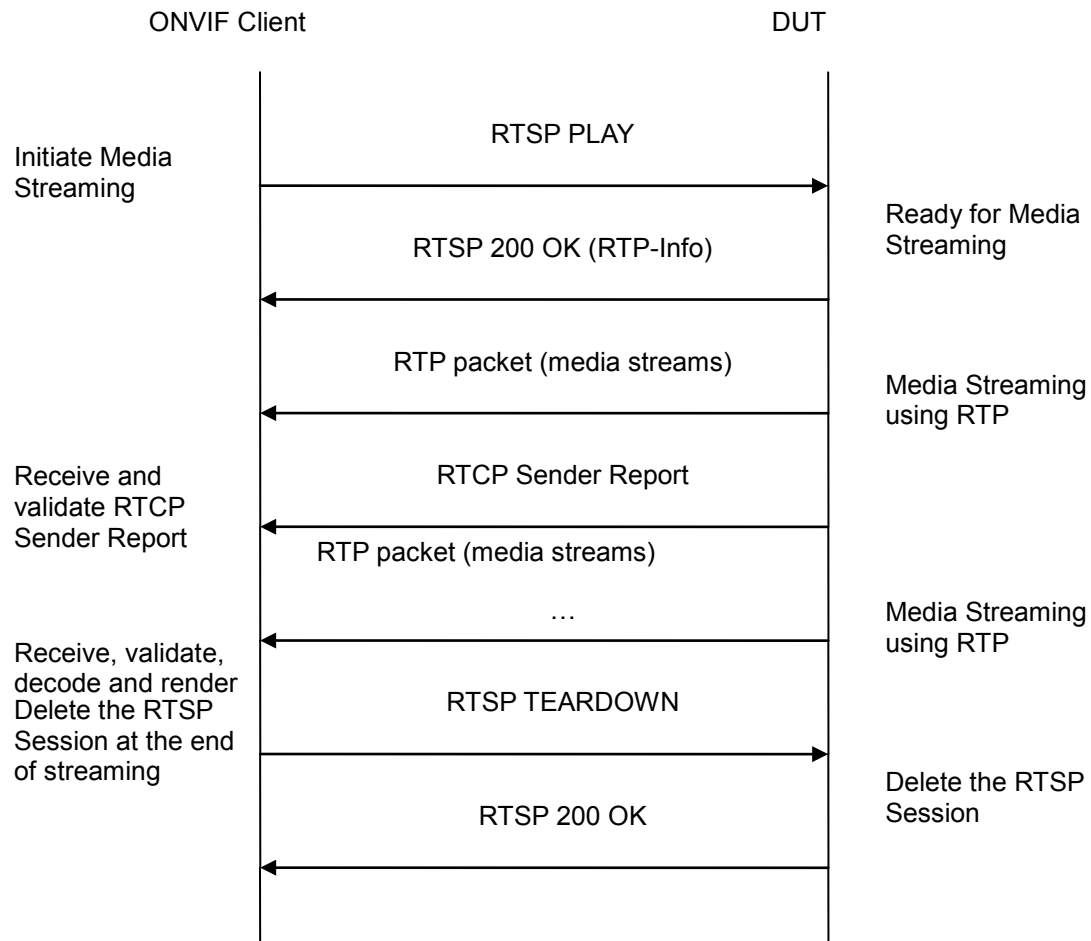 ONVIF Client
DUT
RTSP PLAY
Initiate Media
Streaming
Ready for Media
Streaming
RTSP 200 OK (RTP-Info)
RTP packet (media streams)
Media Streaming
using RTP
Receive and
validate RTCP
Sender Report
RTCP Sender Report
RTP packet (media streams)
…
Media Streaming
using RTP
Receive, validate,
decode and render
Delete the RTSP
Session at the end
of streaming
RTSP TEARDOWN
Delete the RTSP
Session
RTSP 200 OK